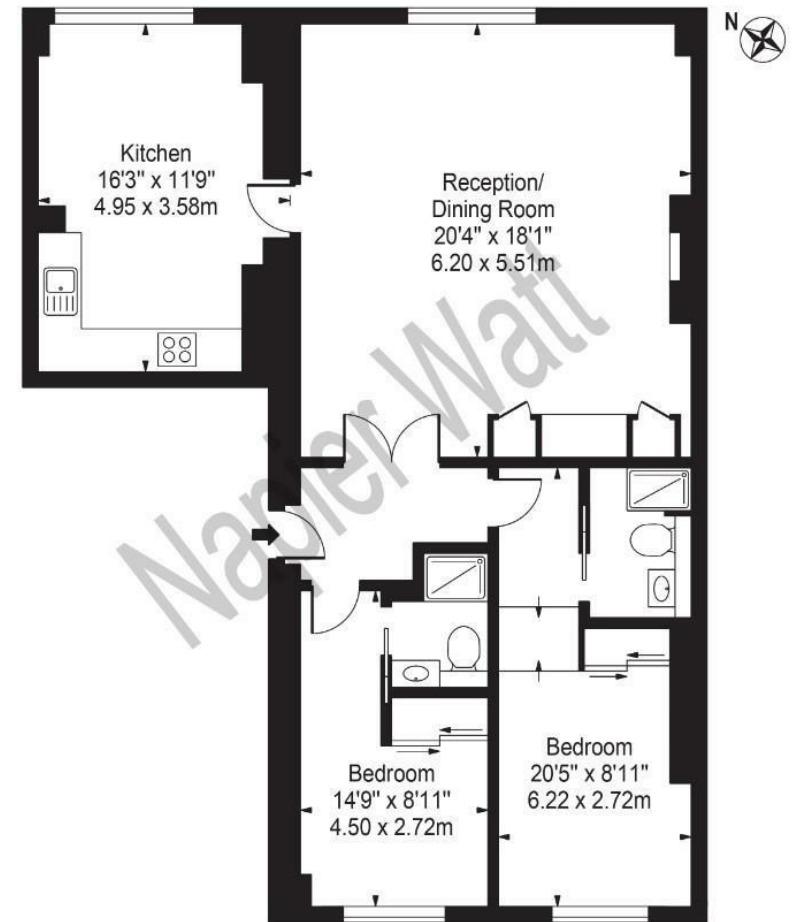 N
Kitchen
16'3" x 11'9"
4.95 x 3.58m
Reception/
Dining Room
20'4" x 18'1"
6.20 x 5.51m
Napier Watt
Bedroom
14'9" x 8'11"
4.50 x 2.72m
Bedroom
20'5" x 8'11"
6.22 x 2.72m